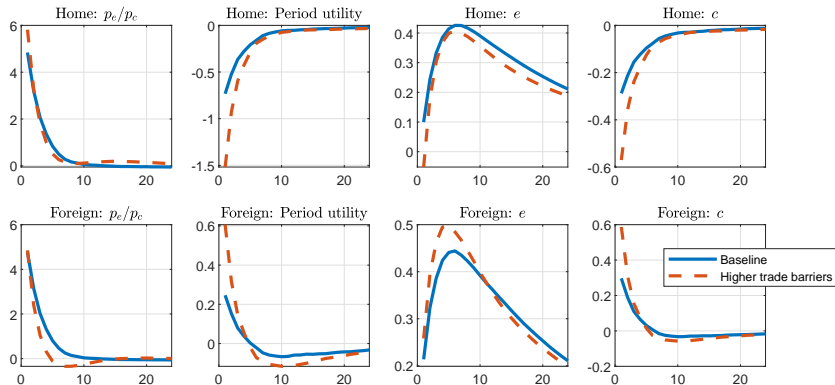 Home: p_e/p_c
Home: Period utility
Home: e
Home: c
6
4
2
0
0 10 20
0
-0.5
-1
-1.5
0 10 20
0.4
0.3
0.2
0.1
0
0 10 20
0
-0.2
-0.4
-0.6
0 10 20
Foreign: p_e/p_c
Foreign: Period utility
Foreign: e
Foreign: c
6
4
2
0
0 10 20
0.6
0.4
0.2
0
0 10 20
0.5
0.4
0.3
0.2
0 10 20
0.6
0.4
0.2
0
-0.2
0 10 20
Baseline
Higher trade barriers